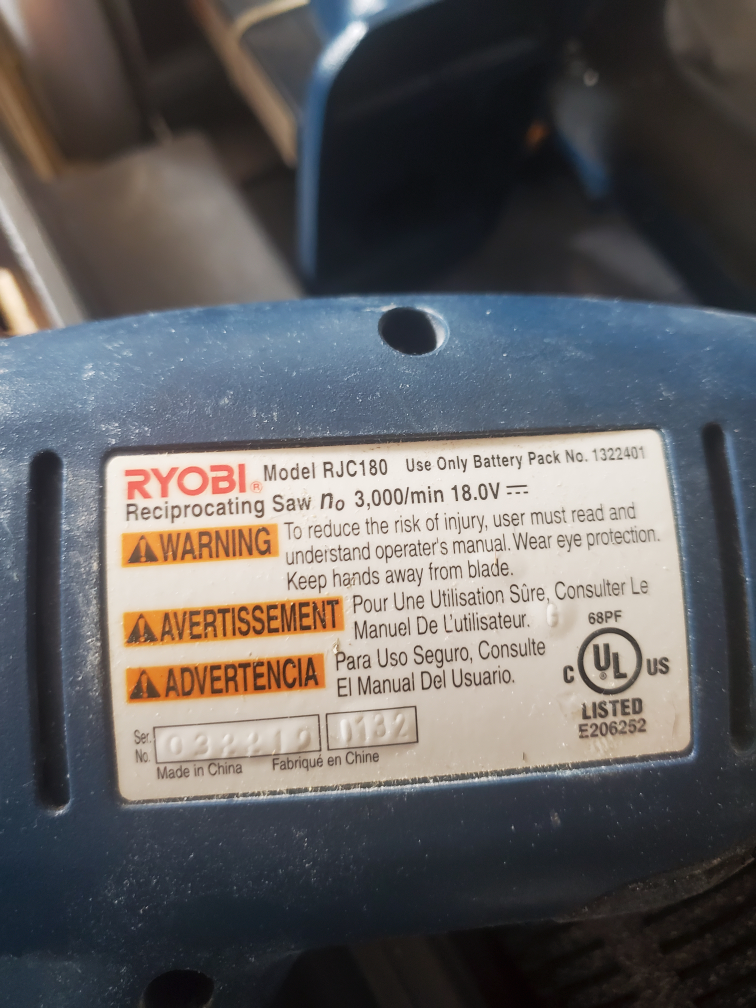 RYOBI® Model RJC180 Use Only Battery Pack No. 1322401
Reciprocating Saw no 3,000/min 18.0V
WARNING To reduce the risk of injury, user must read and
understand operater's manual. Wear eye protection.
Keep hands away from blade.
AVERTISSEMENT Pour Une Utilisation Sûre, Consulter Le
Manuel De L'utilisateur.
ADVERTENCIA Para Uso Seguro, Consulte
El Manual Del Usuario.
68PF
C UL® US
LISTED
E206252
Ser.
No. 0132
Made in China Fabriqué en Chine